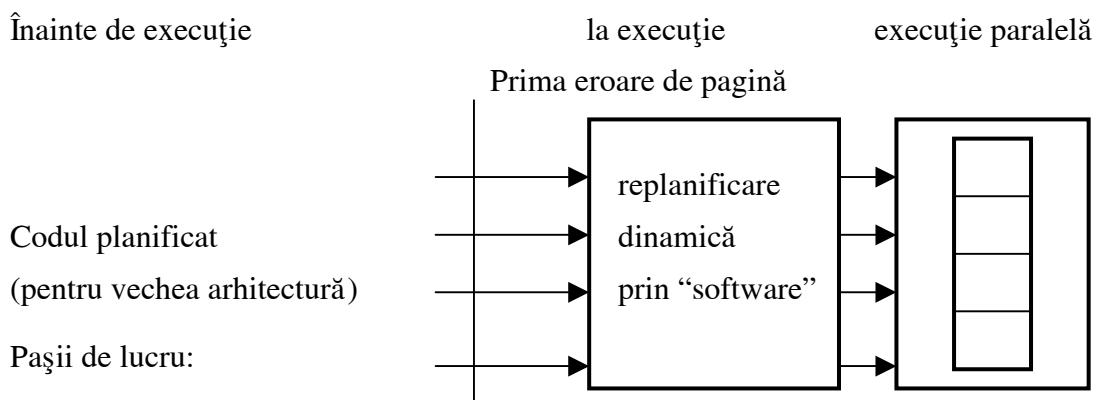 Înainte de execuţie la execuţie execuţie paralelă
Prima eroare de pagină
replanificare
Codul planificat dinamică
(pentru vechea arhitectură) prin “software”
Paşii de lucru: